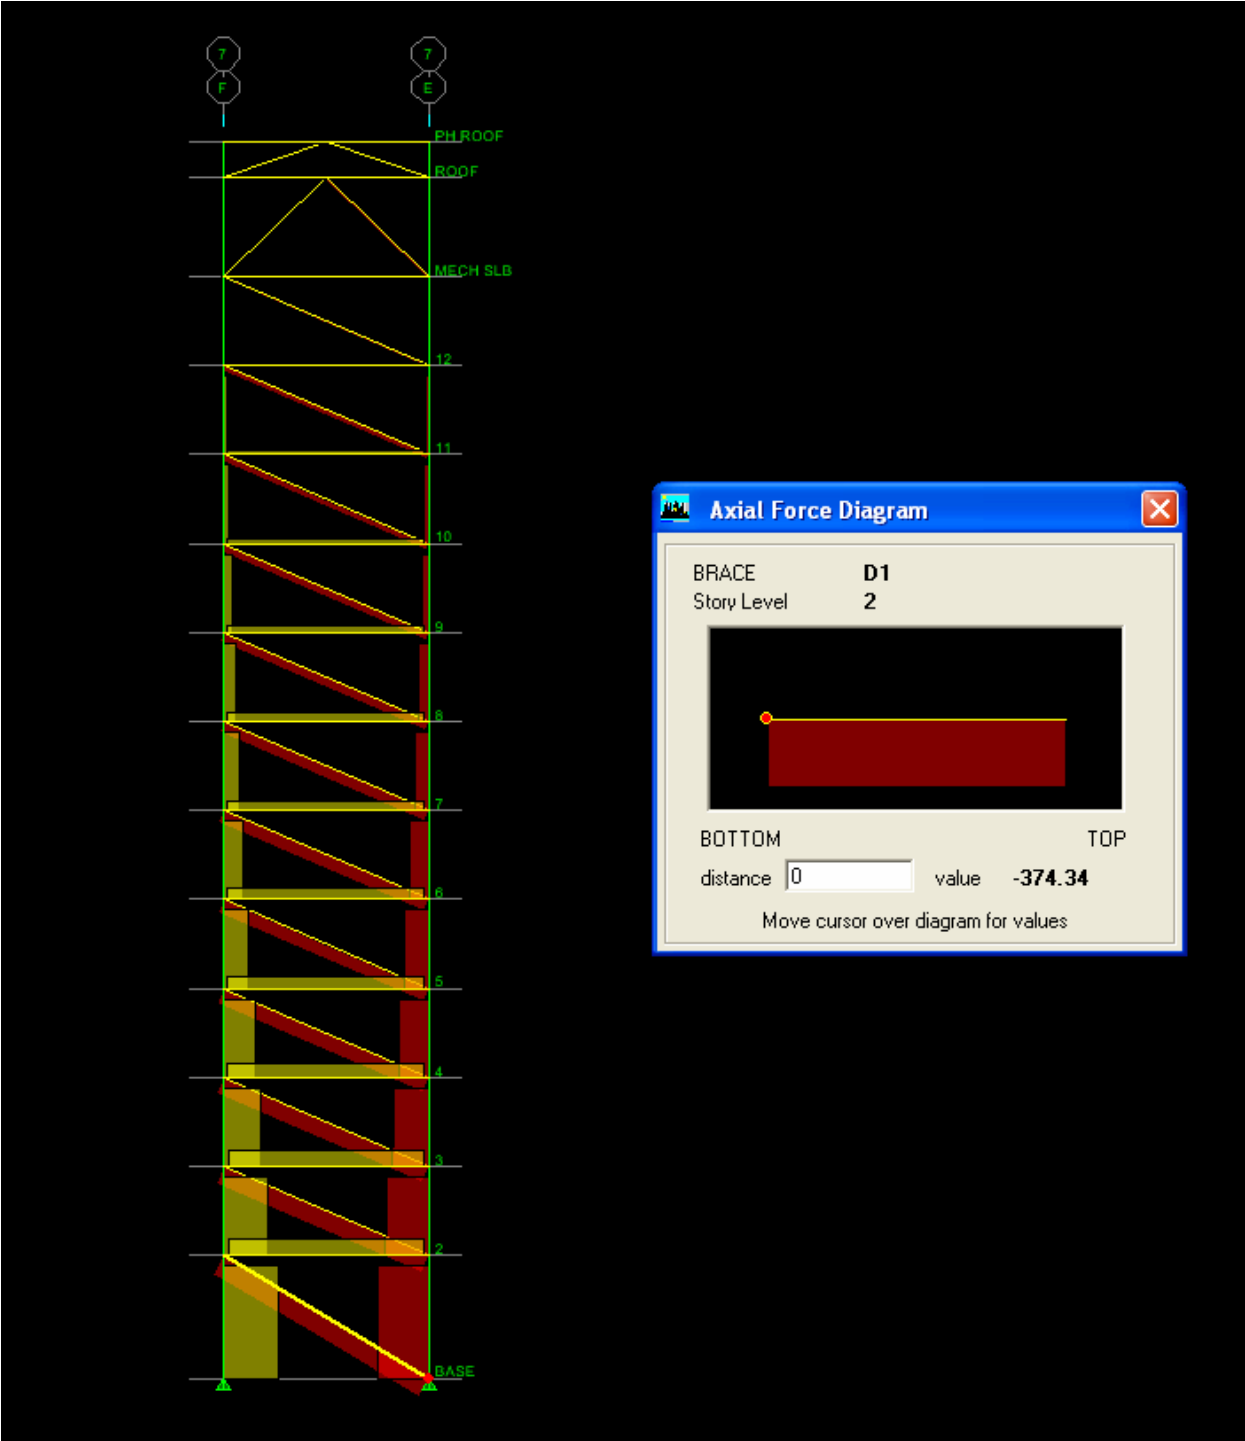 7 7
F E
PH.ROOF
ROOF
MECH SLB
12
11
10
9
8
7
6
5
4
3
2
BASE
Axial Force Diagram
BRACE D1
Story Level 2
BOTTOM TOP
distance 0 value -374.34
Move cursor over diagram for values